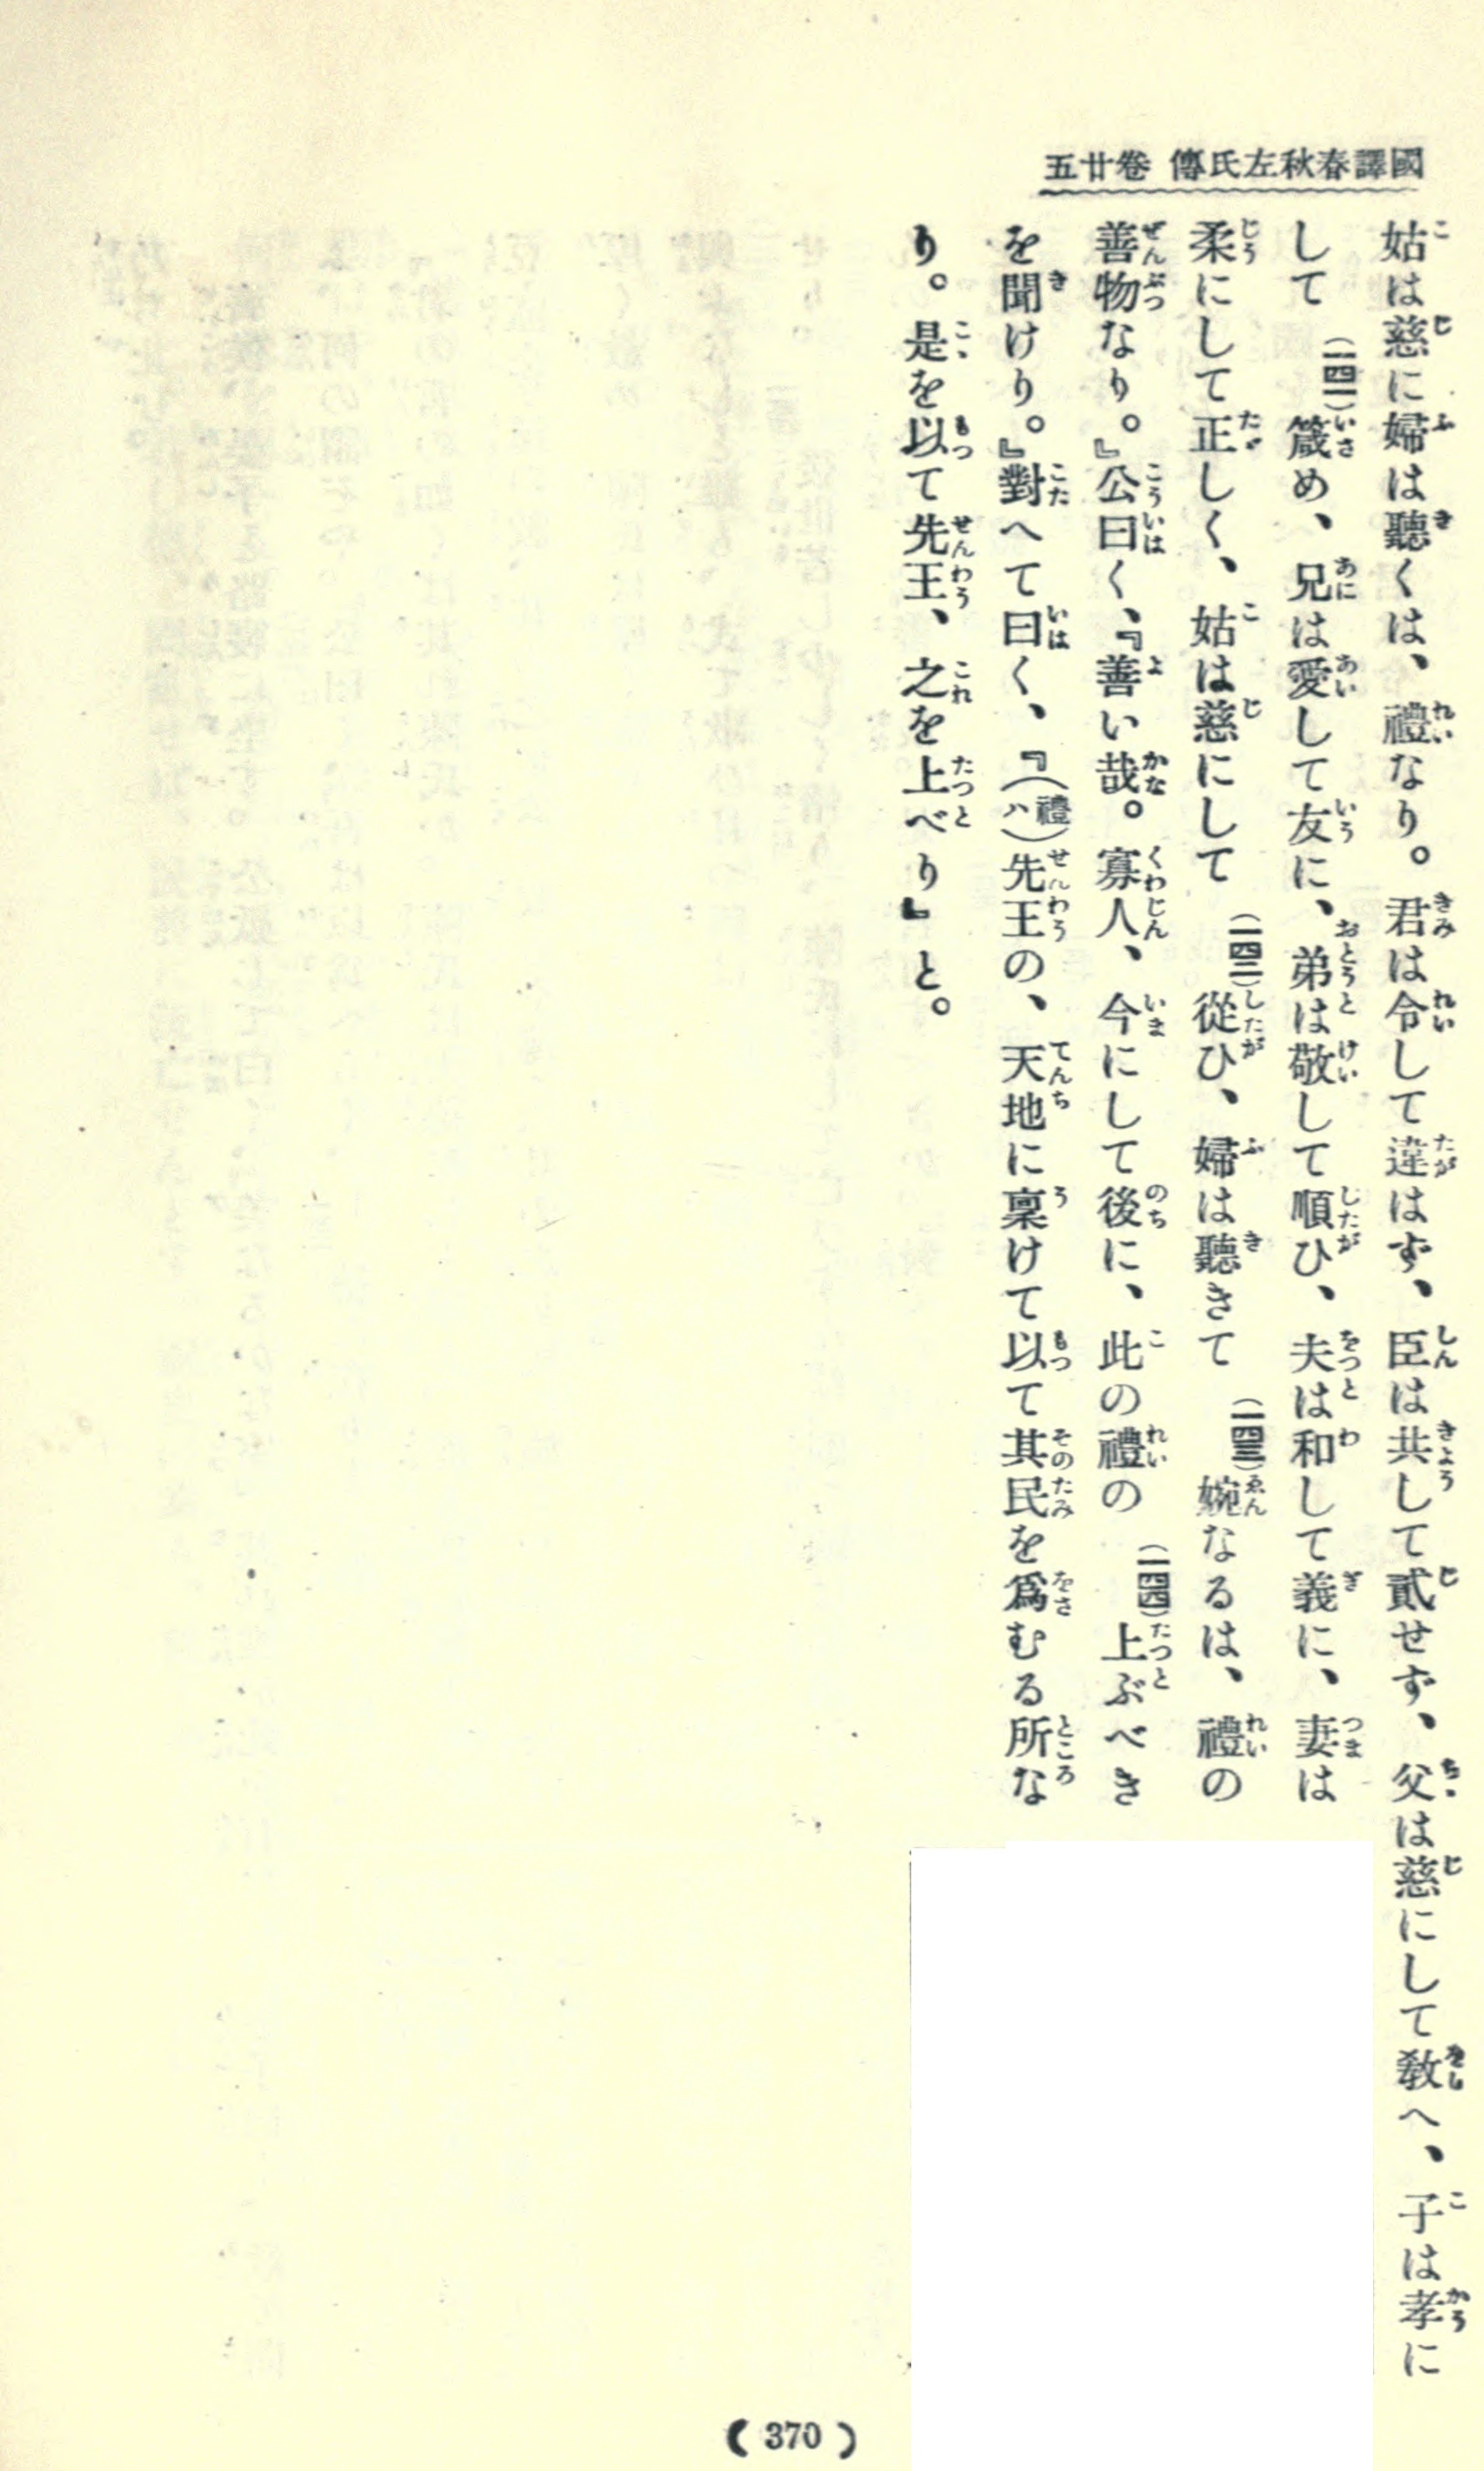 國譯春秋左氏傳 卷廿五
姑は慈に婦は聽くは、禮なり。君は令して違はず、臣は共して貳せず、父は慈にして教へ、子は孝に
して(一四一)箴め、兄は愛して友に、弟は敬して順ひ、夫は和して義に、妻は
柔にして正しく、姑は慈にして(一四二)從ひ、婦は聽きて(一四三)婉なるは、禮の
善物なり。』公曰く、『善い哉。寡人、今にして後に、此の禮の(一四四)上ぶべき
を聞けり。』對へて曰く、『(禮ハ)先王の、天地に稟けて以て其民を爲むる所な
り。是を以て先王、之を上べり』と。
(370)